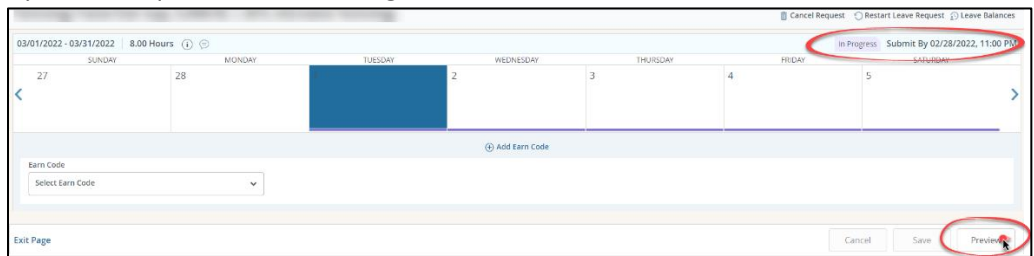 Cancel Request Restart Leave Request Leave Balances
03/01/2022 - 03/31/2022 8.00 Hours In Progress Submit By 02/28/2022, 11:00 PM
SUNDAY MONDAY TUESDAY WEDNESDAY THURSDAY FRIDAY SATURDAY
27 28 2 3 4 5
Add Earn Code
Earn Code
Select Earn Code
Exit Page Cancel Save Preview